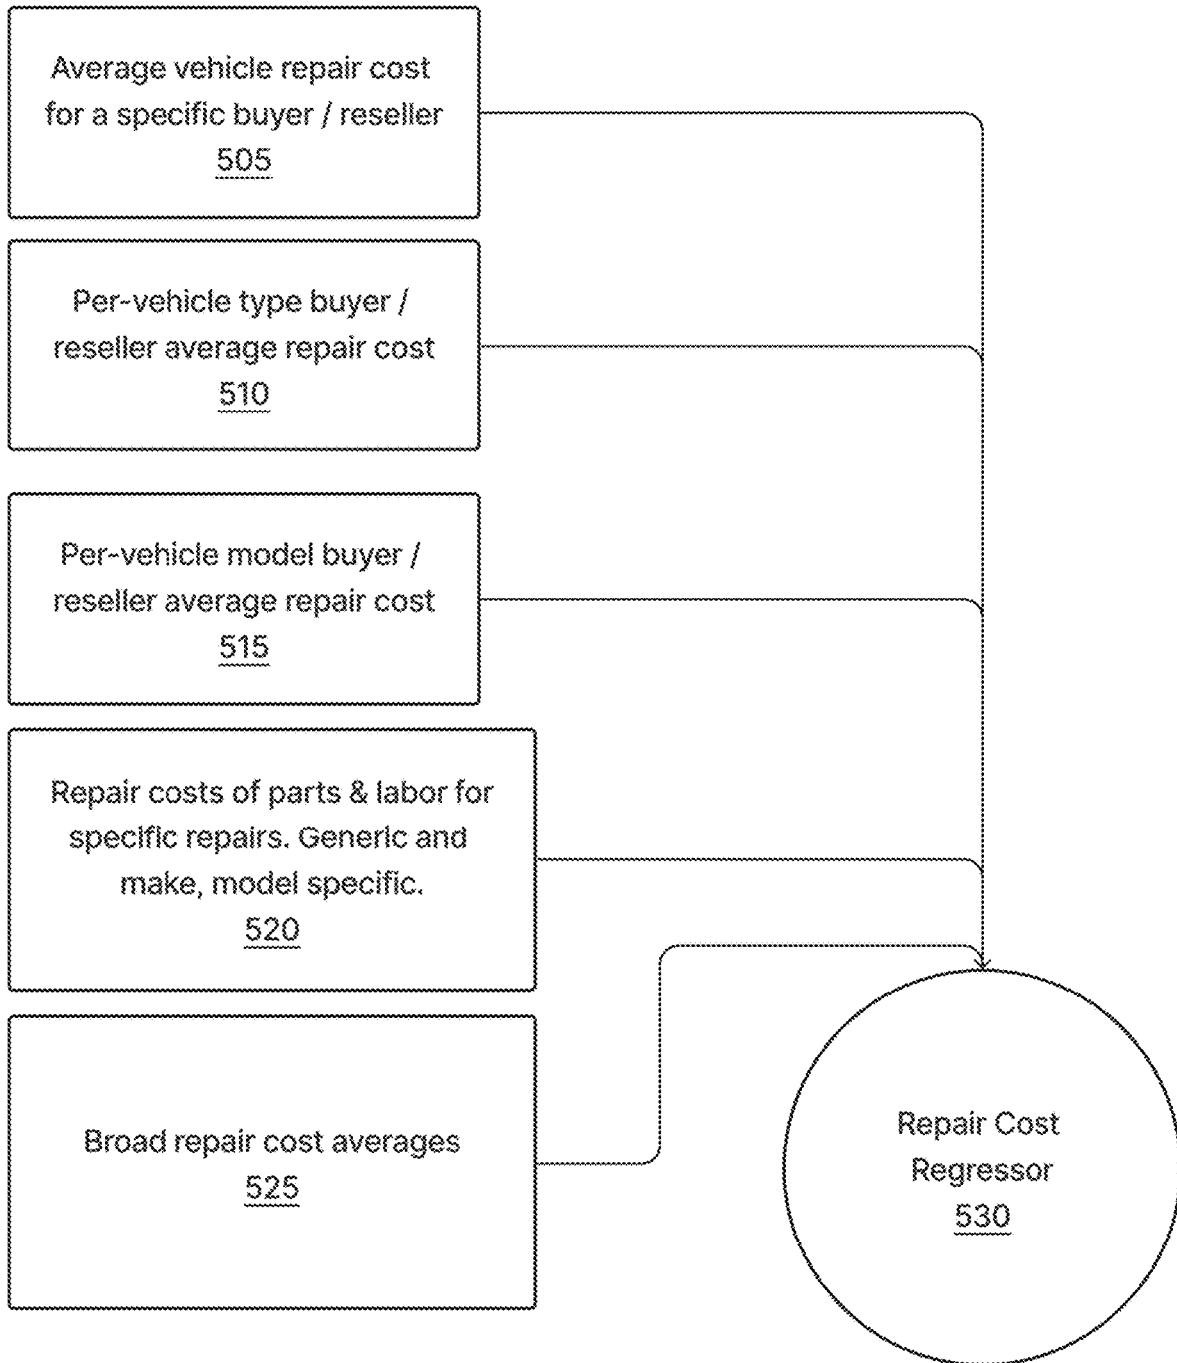 Average vehicle repair cost
for a specific buyer / reseller
505
Per-vehicle type buyer /
reseller average repair cost
510
Per-vehicle model buyer /
reseller average repair cost
515
Repair costs of parts & labor for
specific repairs. Generic and
make, model specific.
520
Broad repair cost averages
525
Repair Cost
Regressor
530